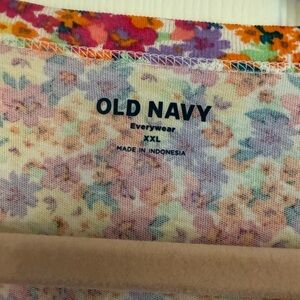 OLD NAVY
Everywear
XXL
MADE IN INDONESIA